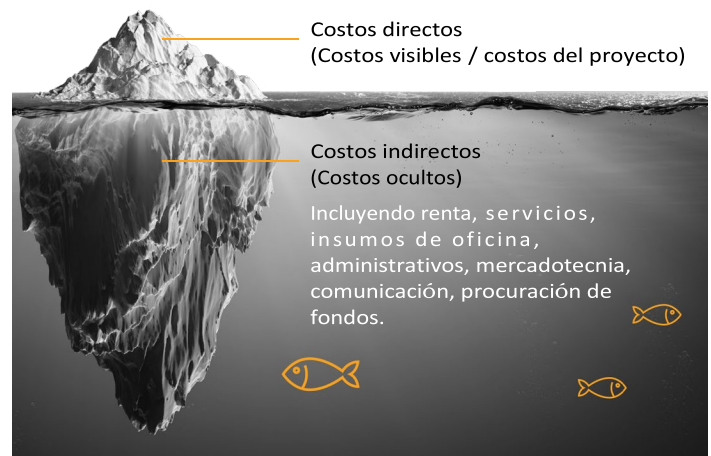 Costos directos
(Costos visibles / costos del proyecto)
Costos indirectos
(Costos ocultos)
Incluyendo renta, servicios,
insumos de oficina,
administrativos, mercadotecnia,
comunicación, procuración de
fondos.